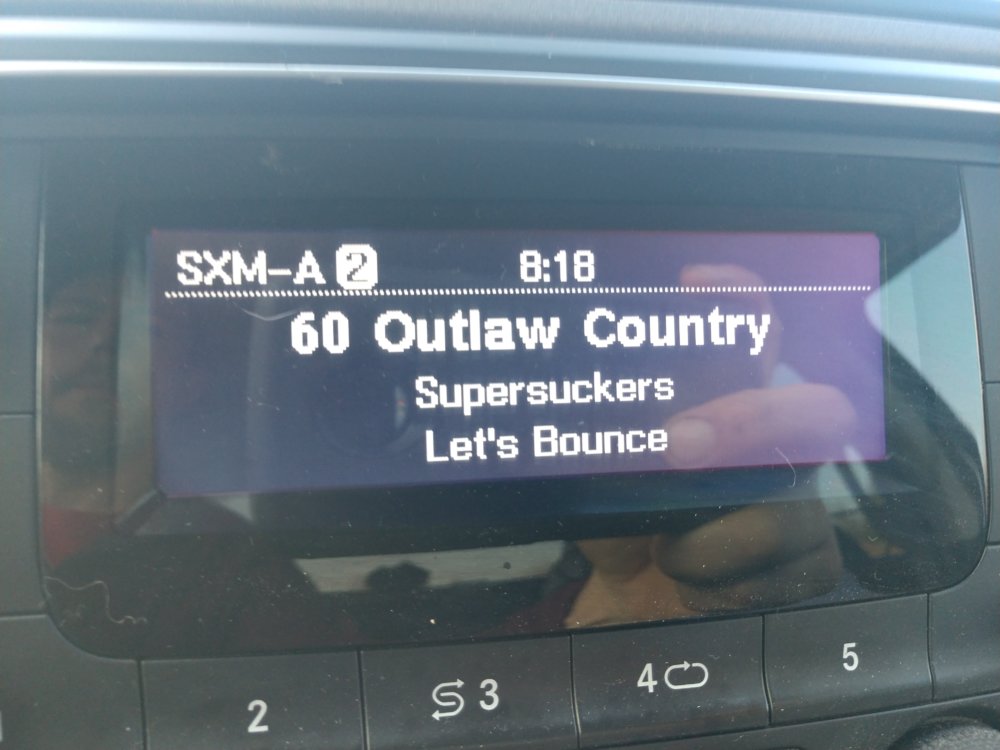 SXM-A 2 8:18
60 Outlaw Country
Supersuckers
Let's Bounce
2 3 4 5